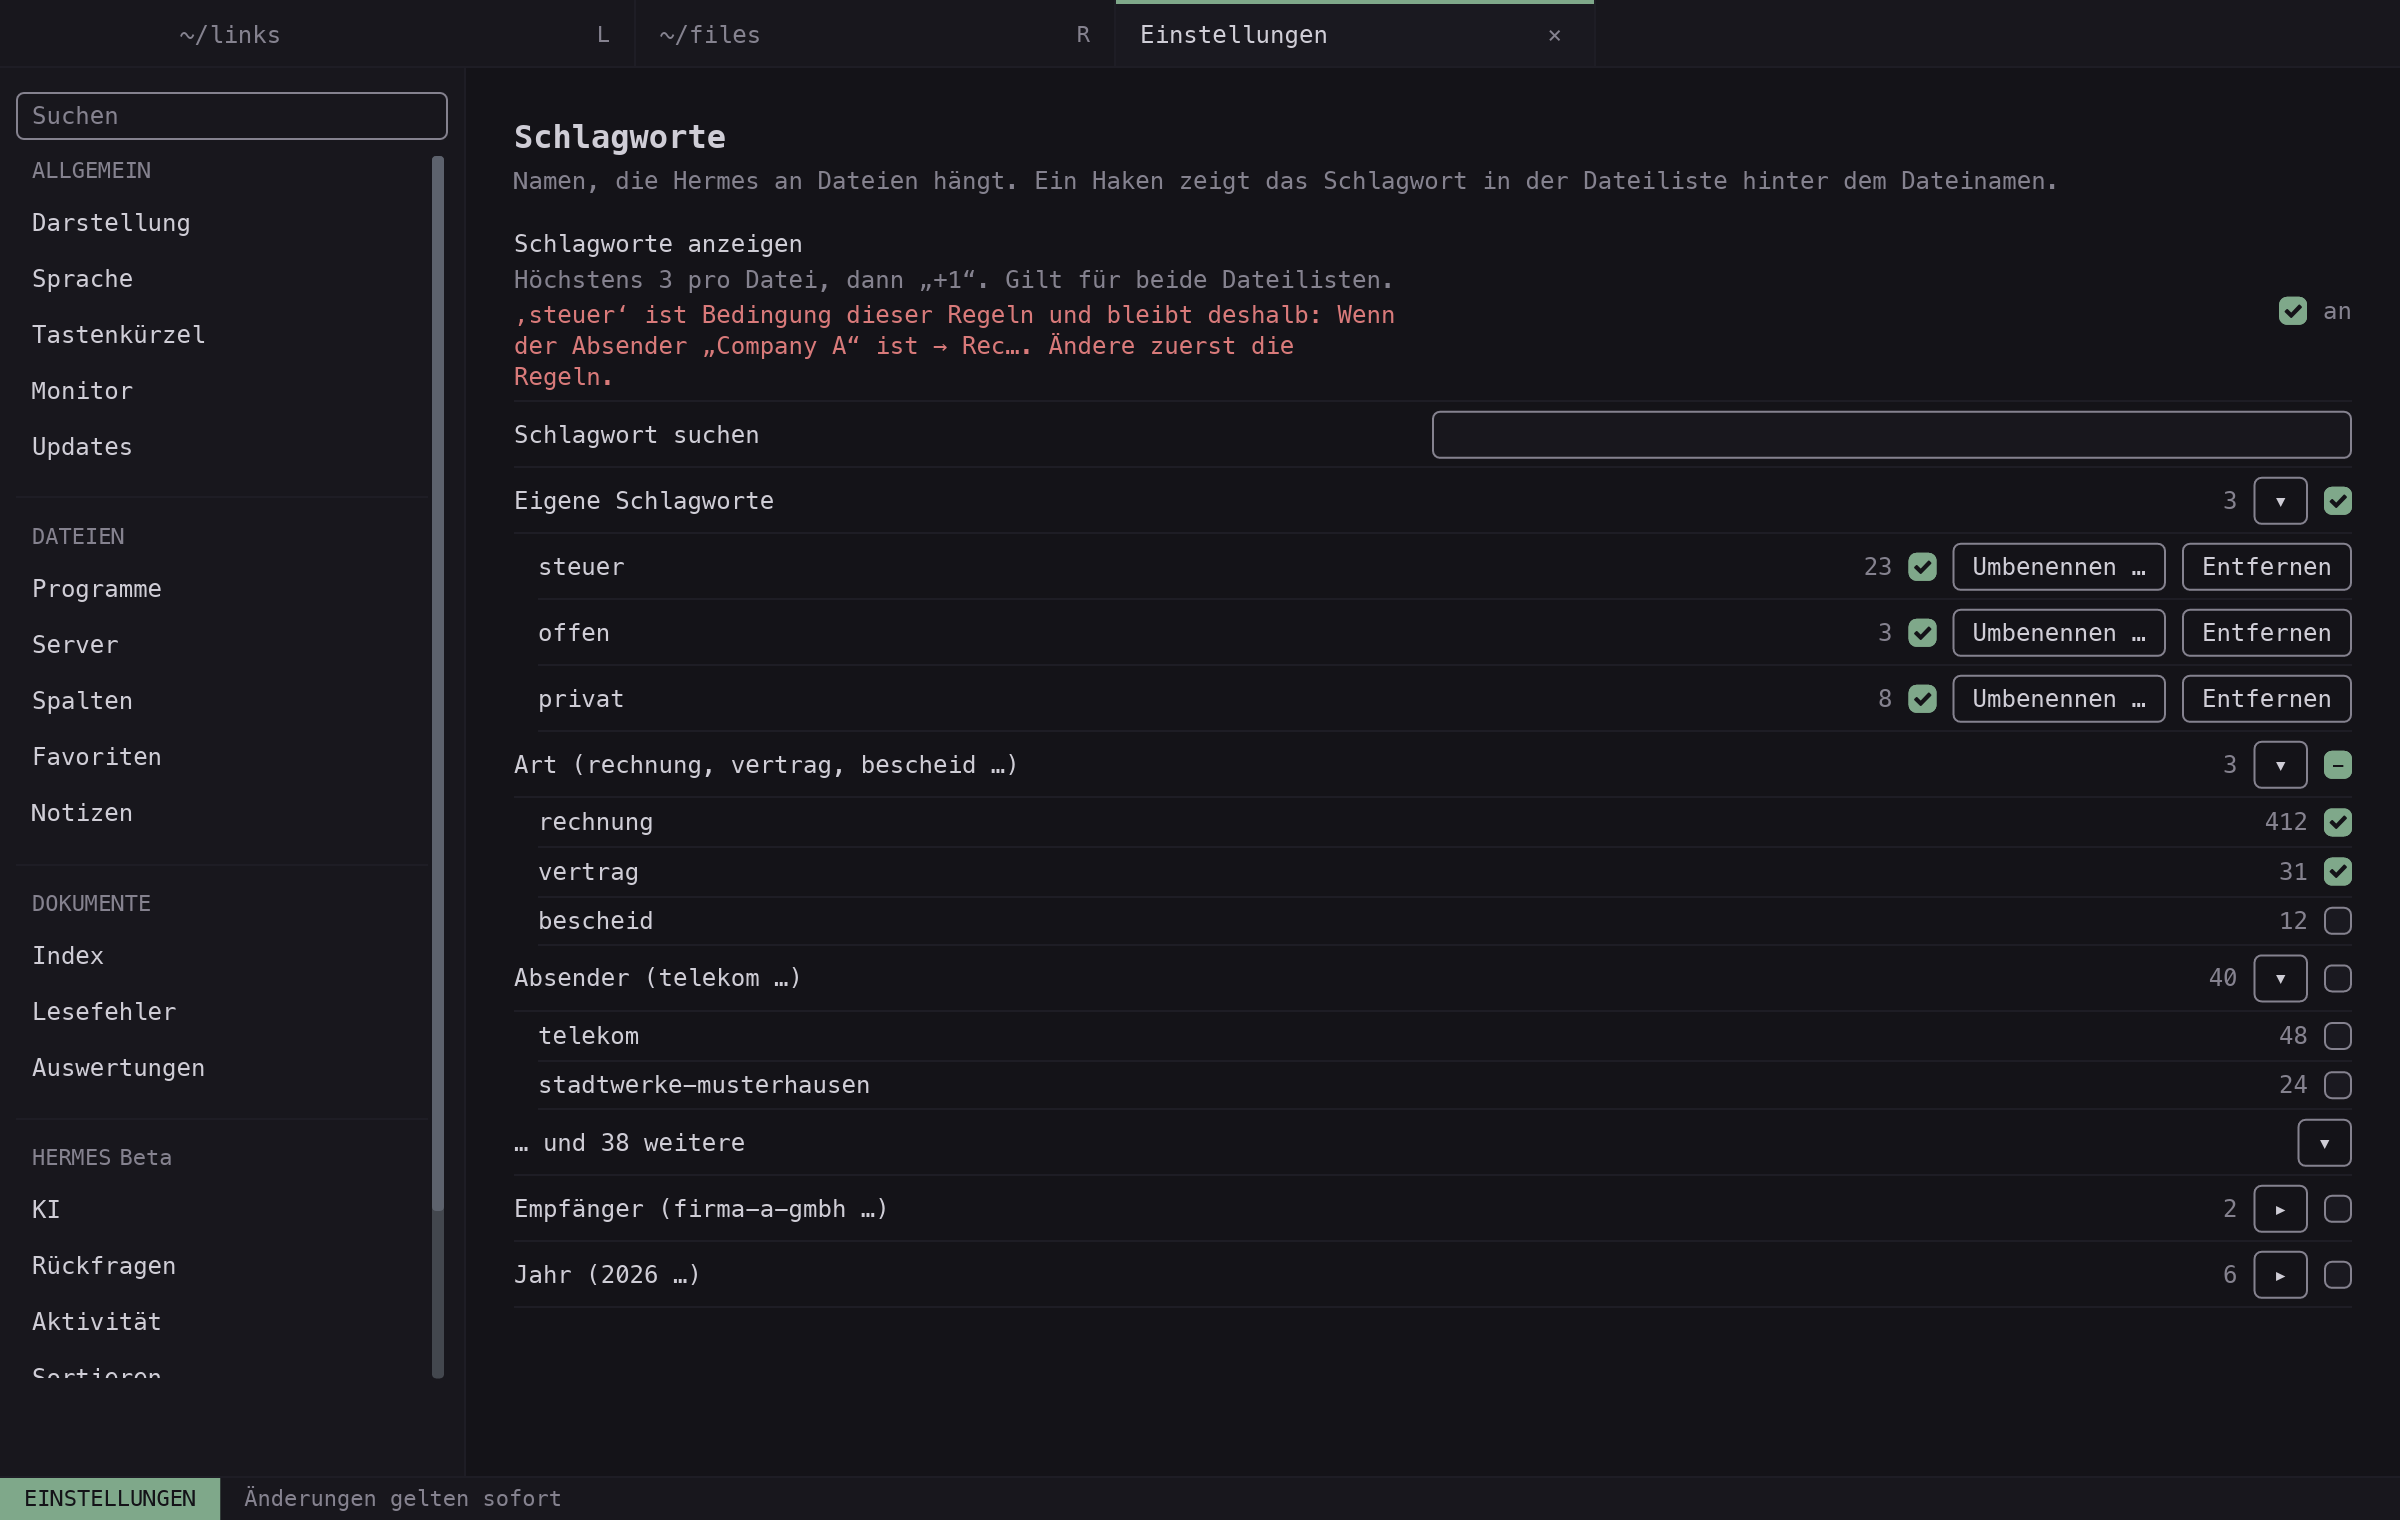 ~/links L ~/files R Einstellungen ×
Suchen
ALLGEMEIN
Darstellung
Sprache
Tastenkürzel
Monitor
Updates
DATEIEN
Programme
Server
Spalten
Favoriten
Notizen
DOKUMENTE
Index
Lesefehler
Auswertungen
HERMES Beta
KI
Rückfragen
Aktivität
Sortieren
Schlagworte
Namen, die Hermes an Dateien hängt. Ein Haken zeigt das Schlagwort in der Dateiliste hinter dem Dateinamen.
Schlagworte anzeigen
Höchstens 3 pro Datei, dann „+1“. Gilt für beide Dateilisten.
‚steuer‘ ist Bedingung dieser Regeln und bleibt deshalb: Wenn
der Absender „Company A“ ist → Rec…. Ändere zuerst die
Regeln.
an
Schlagwort suchen
Eigene Schlagworte 3 ▾
steuer 23 Umbenennen … Entfernen
offen 3 Umbenennen … Entfernen
privat 8 Umbenennen … Entfernen
Art (rechnung, vertrag, bescheid …) 3 ▾
rechnung 412
vertrag 31
bescheid 12
Absender (telekom …) 40 ▾
telekom 48
stadtwerke-musterhausen 24
… und 38 weitere ▾
Empfänger (firma-a-gmbh …) 2 ▸
Jahr (2026 …) 6 ▸
EINSTELLUNGEN Änderungen gelten sofort